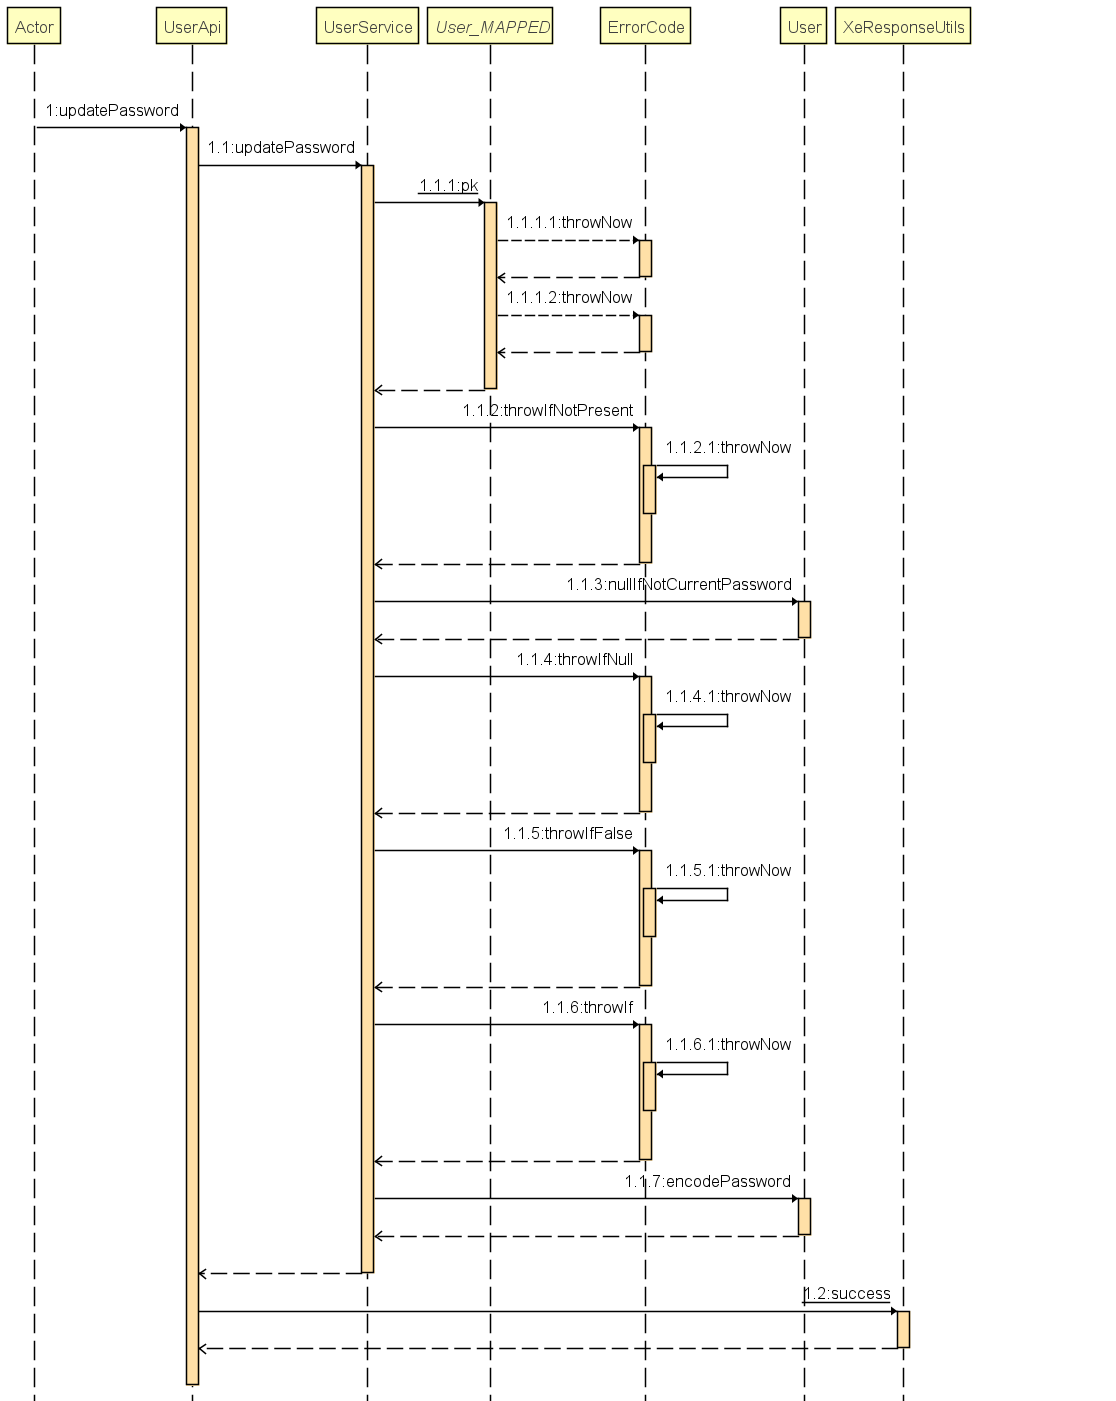 Actor
UserApi
UserService
User_MAPPED
ErrorCode
User
XeResponseUtils
1:updatePassword
1.1:updatePassword
1.1.1:pk
1.1.1.1:throwNow
1.1.1.2:throwNow
1.1.2:throwIfNotPresent
1.1.2.1:throwNow
1.1.3:nullIfNotCurrentPassword
1.1.4:throwIfNull
1.1.4.1:throwNow
1.1.5:throwIfFalse
1.1.5.1:throwNow
1.1.6:throwIf
1.1.6.1:throwNow
1.1.7:encodePassword
1.2:success